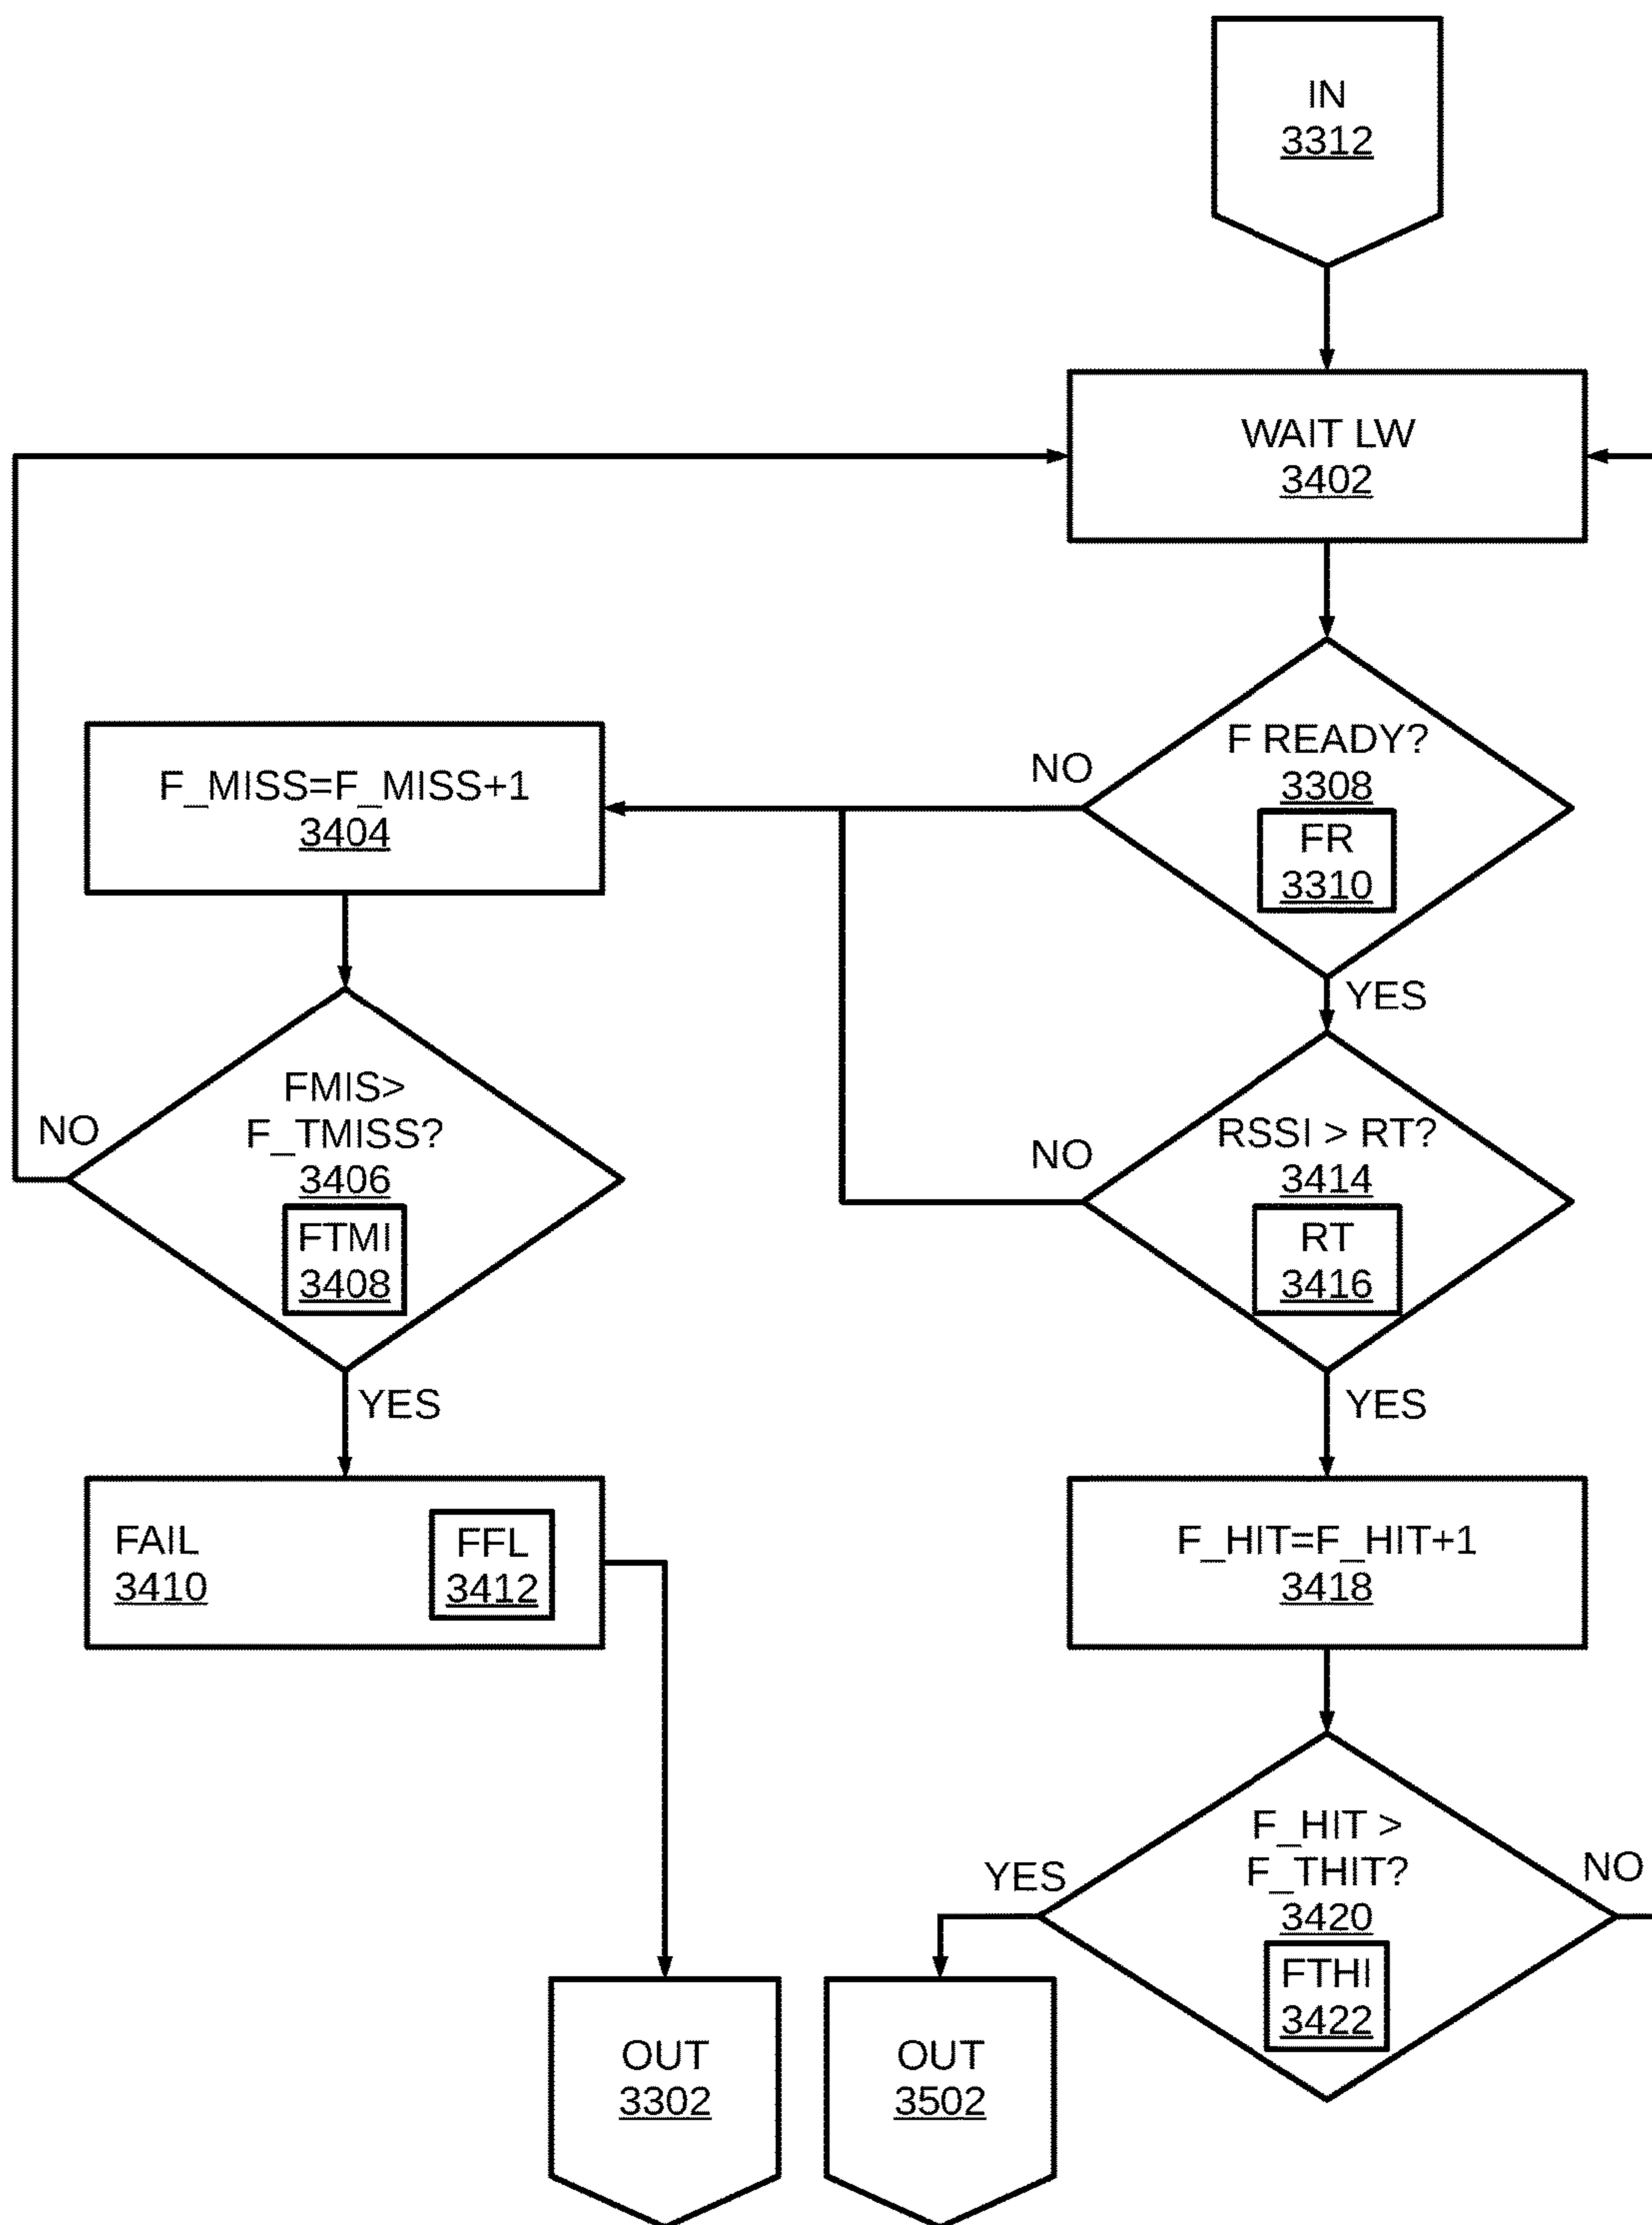 IN
3312
WAIT LW
3402
F READY?
3308
FR
3310
NO
YES
F_MISS=F_MISS+1
3404
FMIS>
F_TMISS?
3406
FTMI
3408
NO
YES
RSSI > RT?
3414
RT
3416
NO
YES
FAIL
3410
FFL
3412
F_HIT=F_HIT+1
3418
F_HIT >
F_THIT?
3420
FTHI
3422
YES
NO
OUT
3302
OUT
3502